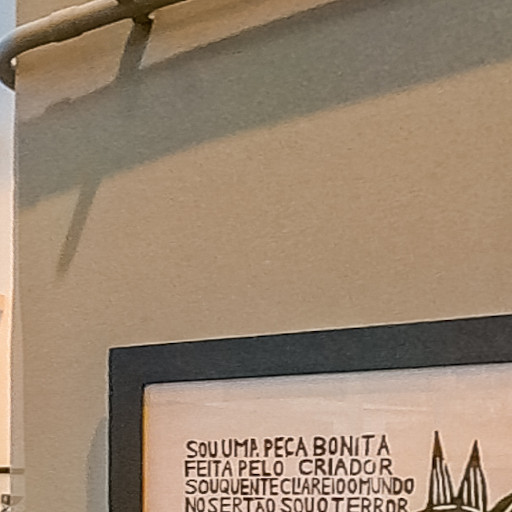 SOU UMA PEÇA BONITA
FEITA PELO CRIADOR
SOU QUENTE CLAREIO O MUNDO
NO SERTÃO SOU O TERROR